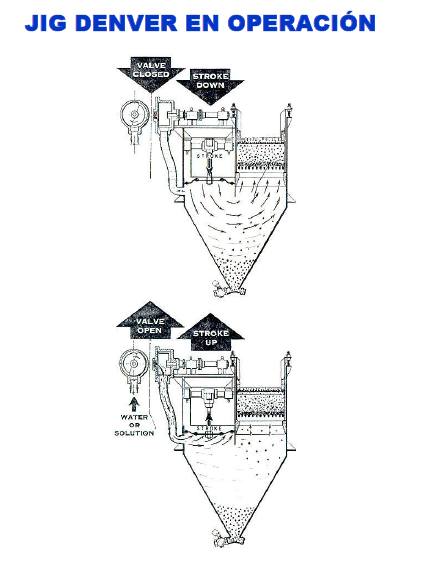 JIG DENVER EN OPERACIÓN
VALVE
CLOSED
STROKE
DOWN
STROKE
VALVE
OPEN
STROKE
UP
WATER
OR
SOLUTION
STROKE